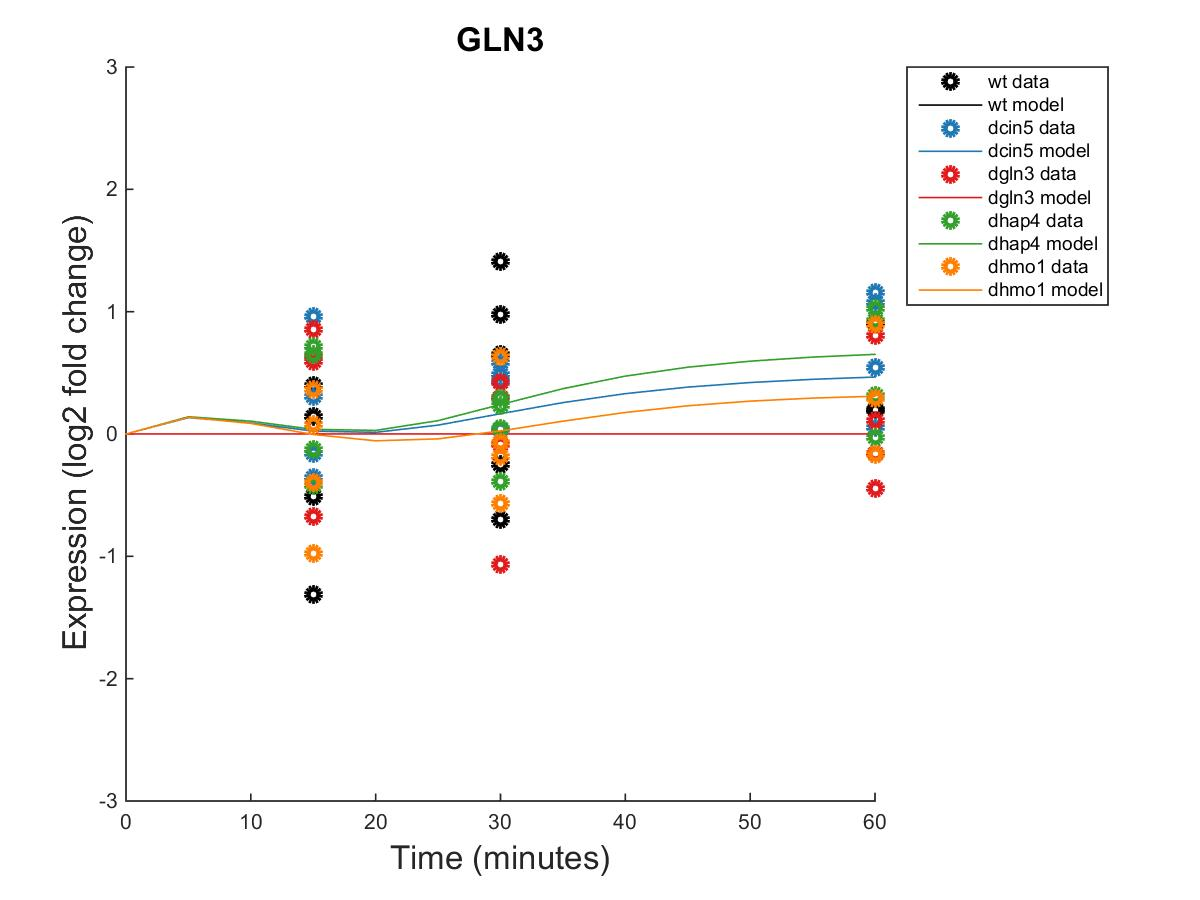 GLN3
3
2
1
0
-1
-2
-3
Expression (log2 fold change)
0 10 20 30 40 50 60
Time (minutes)
wt data
wt model
dcin5 data
dcin5 model
dgln3 data
dgln3 model
dhap4 data
dhap4 model
dhmo1 data
dhmo1 model